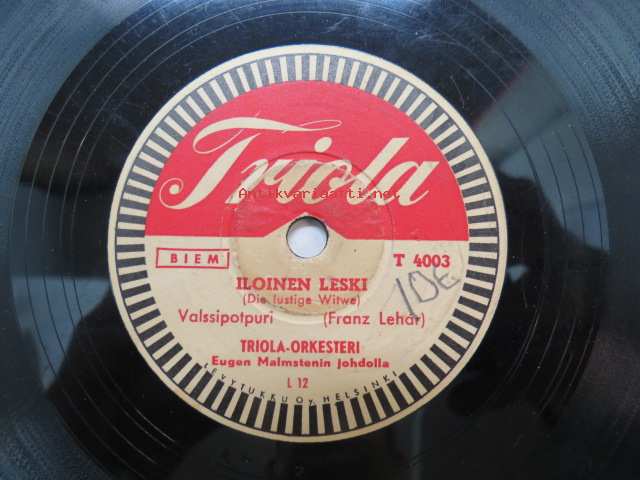 Triola
Antikvariaatti.net
BIEM
T 4003
ILOINEN LESKI
(Die lustige Witwe)
Valssipotpuri (Franz Lehár)
TRIOLA-ORKESTERI
Eugen Malmstenin johdolla
L 12
LEVYTUKKU OY. HELSINKI